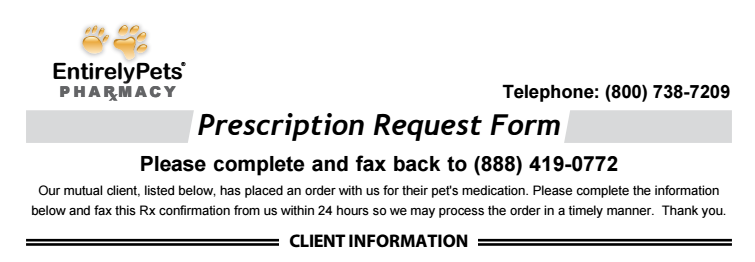 EntirelyPets®
PHARMACY
Telephone: (800) 738-7209
Prescription Request Form
Please complete and fax back to (888) 419-0772
Our mutual client, listed below, has placed an order with us for their pet's medication. Please complete the information
below and fax this Rx confirmation from us within 24 hours so we may process the order in a timely manner.  Thank you.
CLIENT INFORMATION